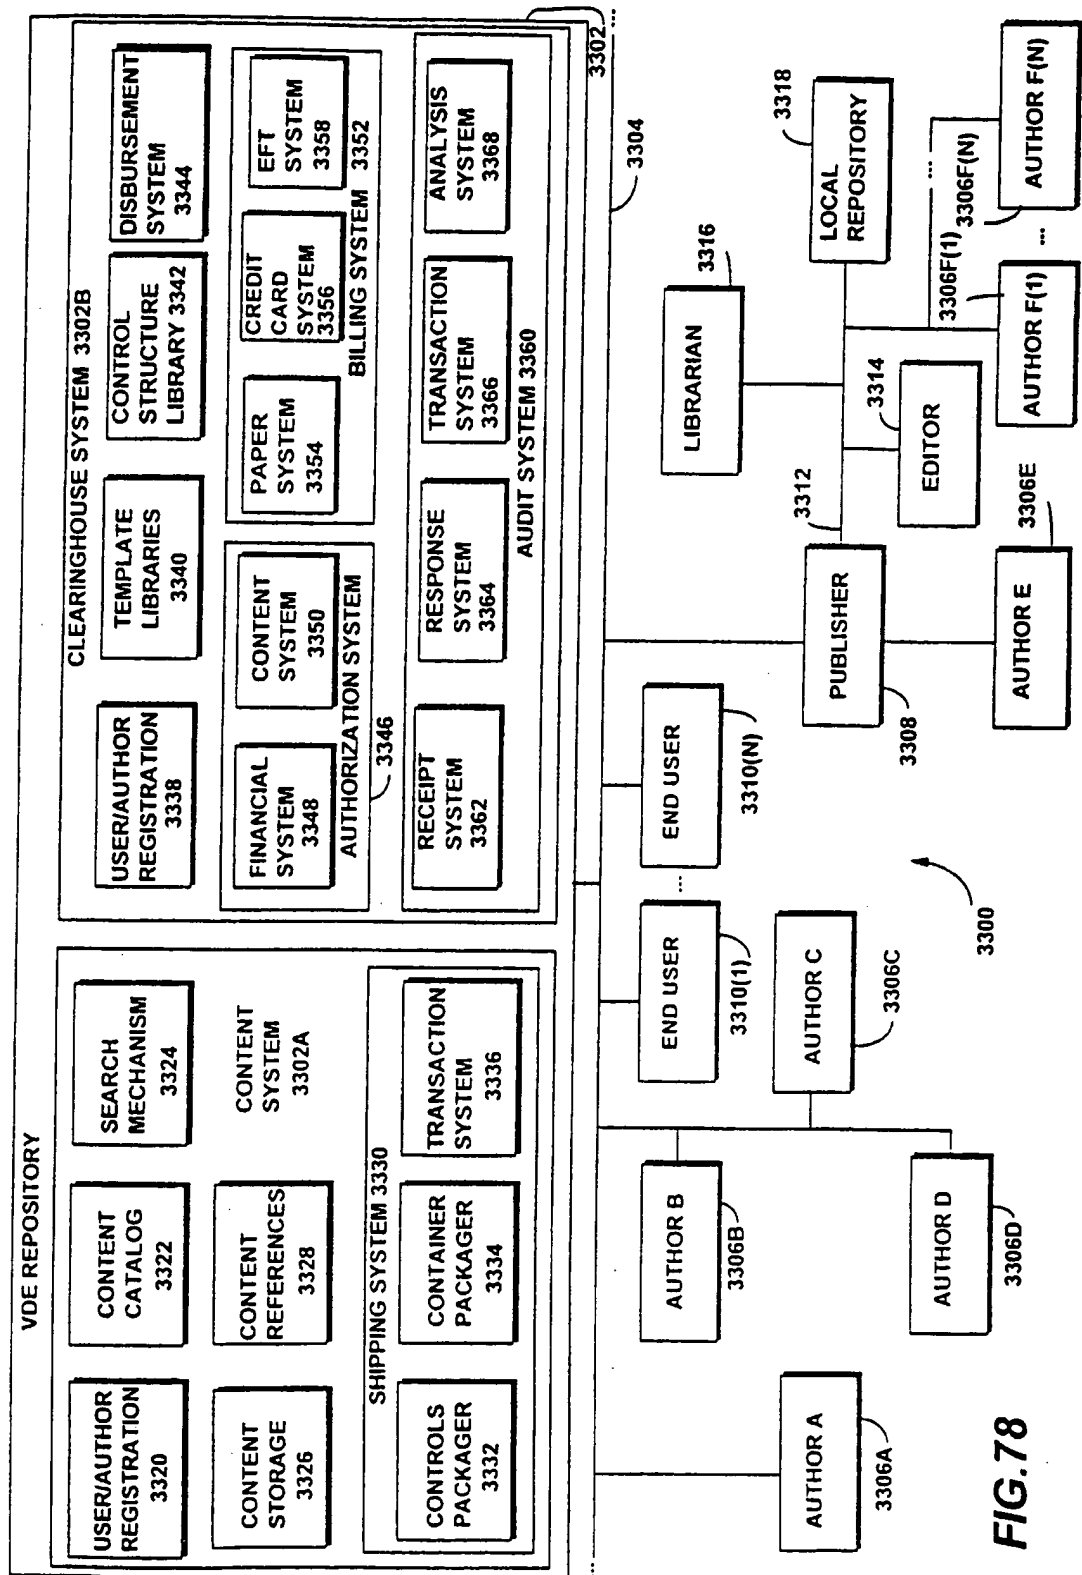 VDE REPOSITORY
USER/AUTHOR
REGISTRATION
3320
CONTENT
CATALOG
3322
SEARCH
MECHANISM
3324
CONTENT
STORAGE
3326
CONTENT
REFERENCES
3328
CONTENT
SYSTEM
3302A
SHIPPING SYSTEM 3330
CONTROLS
PACKAGER
3332
CONTAINER
PACKAGER
3334
TRANSACTION
SYSTEM
3336
CLEARINGHOUSE SYSTEM 3302B
USER/AUTHOR
REGISTRATION
3338
TEMPLATE
LIBRARIES
3340
CONTROL
STRUCTURE
LIBRARY 3342
DISBURSEMENT
SYSTEM
3344
FINANCIAL
SYSTEM
3348
CONTENT
SYSTEM
3350
AUTHORIZATION SYSTEM
3346
PAPER
SYSTEM
3354
CREDIT
CARD
SYSTEM
3356
EFT
SYSTEM
3358
BILLING SYSTEM 3352
RECEIPT
SYSTEM
3362
RESPONSE
SYSTEM
3364
TRANSACTION
SYSTEM
3366
ANALYSIS
SYSTEM
3368
AUDIT SYSTEM 3360
3302
...
...
3304
AUTHOR A
3306A
AUTHOR B
3306B
AUTHOR C
3306C
AUTHOR D
3306D
END USER
3310(1)
...
END USER
3310(N)
3300
PUBLISHER
3308
3312
AUTHOR E
3306E
LIBRARIAN
3316
EDITOR
3314
LOCAL
REPOSITORY
3318
3306F(1)
AUTHOR F(1)
...
...
3306F(N)
AUTHOR F(N)
FIG.78